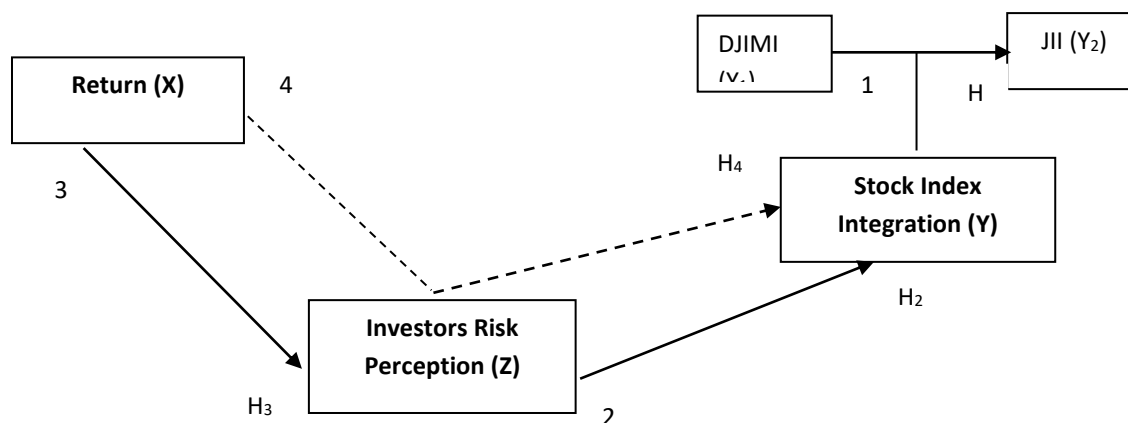 DJIMI
JII (Y₂)
1
H
Return (X)
4
3
H₄
Stock Index
Integration (Y)
H₂
Investors Risk
Perception (Z)
H₃
2